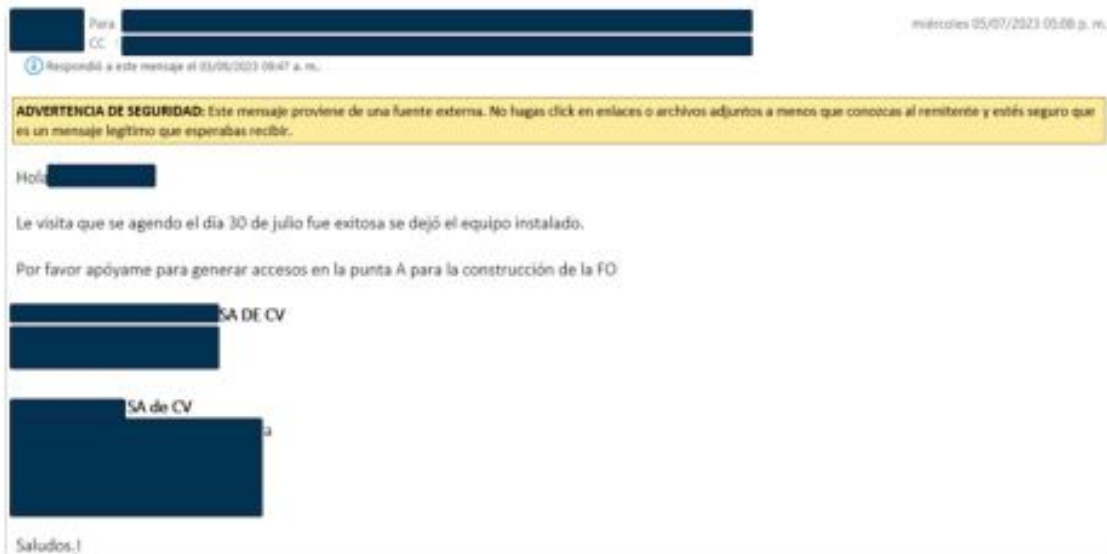 Para
miércoles 05/07/2023 05:08 p. m.
CC
Respondió a este mensaje el 03/08/2023 09:47 a. m.
ADVERTENCIA DE SEGURIDAD: Este mensaje proviene de una fuente externa. No hagas click en enlaces o archivos adjuntos a menos que conozcas al remitente y estés seguro que
es un mensaje legítimo que esperabas recibir.
Hola
Le visita que se agendo el día 30 de julio fue exitosa se dejó el equipo instalado.
Por favor apóyame para generar accesos en la punta A para la construcción de la FO
SA DE CV
SA de CV
a
Saludos.!